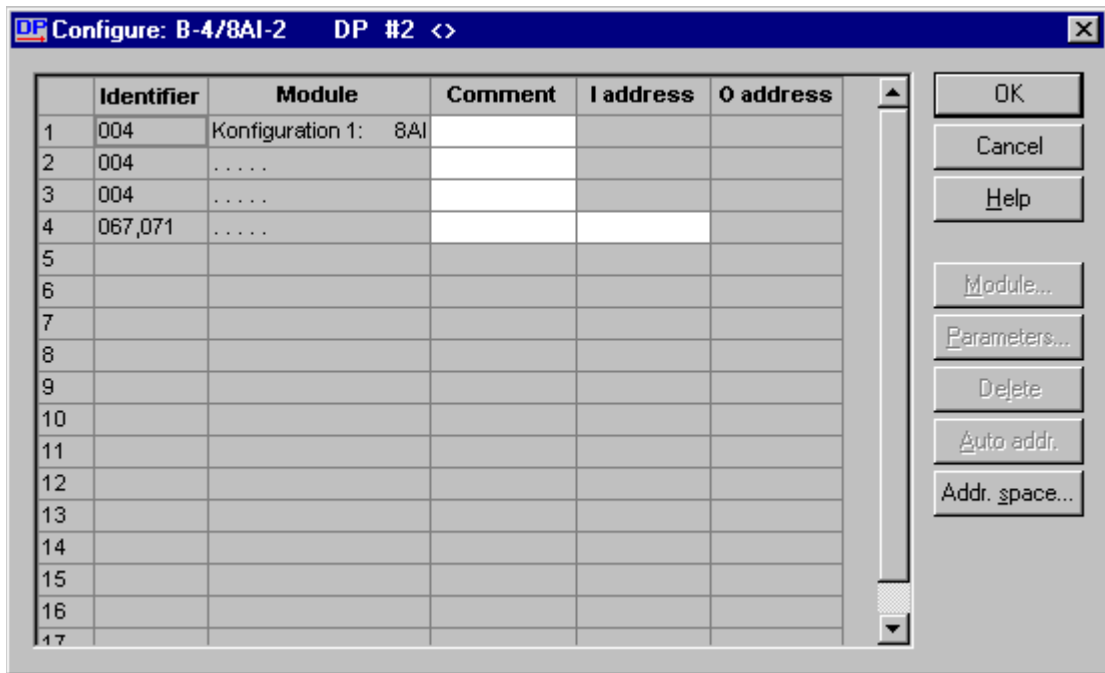 DP Configure: B-4/8AI-2 DP #2 <>
Identifier Module Comment I address O address
1 004 Konfiguration 1: 8AI
2 004 . . . . .
3 004 . . . . .
4 067,071 . . . . .
5
6
7
8
9
10
11
12
13
14
15
16
17
OK
Cancel
Help
Module...
Parameters...
Delete
Auto addr.
Addr. space...